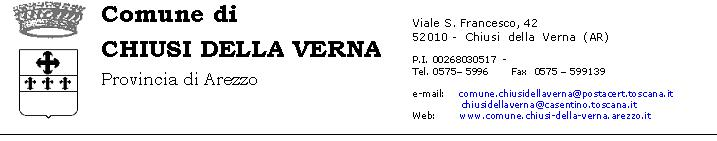 Comune di
CHIUSI DELLA VERNA
Provincia di Arezzo
Viale S. Francesco, 42
52010 - Chiusi della Verna (AR)
P.I. 00268030517 -
Tel. 0575– 5996 Fax 0575 – 599139
e-mail: comune.chiusidellaverna@postacert.toscana.it
chiusidellaverna@casentino.toscana.it
Web: www.comune.chiusi-della-verna.arezzo.it